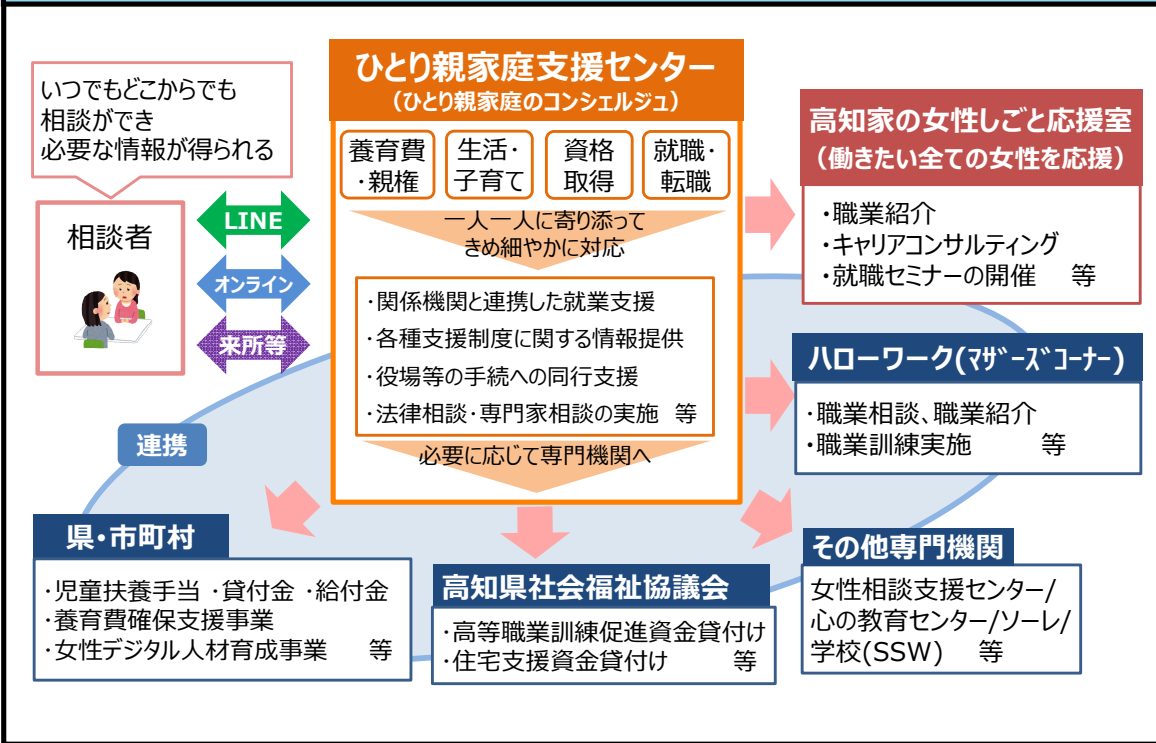 ひとり親家庭支援センター
（ひとり親家庭のコンシェルジュ）
養育費
・親権
生活・
子育て
資格
取得
就職・
転職
一人一人に寄り添って
きめ細やかに対応
・関係機関と連携した就業支援
・各種支援制度に関する情報提供
・役場等の手続への同行支援
・法律相談・専門家相談の実施　等
必要に応じて専門機関へ
いつでもどこからでも
相談ができ
必要な情報が得られる
相談者
LINE
オンライン
来所等
連携
高知家の女性しごと応援室
（働きたい全ての女性を応援）
・職業紹介
・キャリアコンサルティング
・就職セミナーの開催　等
ハローワーク(ﾏｻﾞｰｽﾞｺｰﾅｰ)
・職業相談、職業紹介
・職業訓練実施　　等
県・市町村
・児童扶養手当 ・貸付金 ・給付金
・養育費確保支援事業
・女性デジタル人材育成事業　等
高知県社会福祉協議会
・高等職業訓練促進資金貸付け
・住宅支援資金貸付け　　等
その他専門機関
女性相談支援センター/
心の教育センター/ソーレ/
学校(SSW)　等